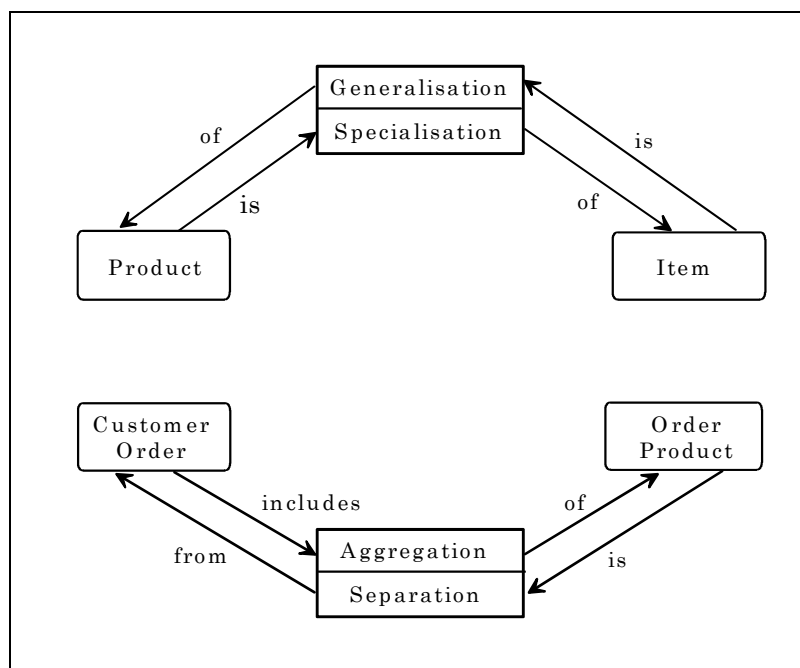 Generalisation
Specialisation
of
is
is
of
Product
Item
Customer
Order
Order
Product
includes
of
from
is
Aggregation
Separation